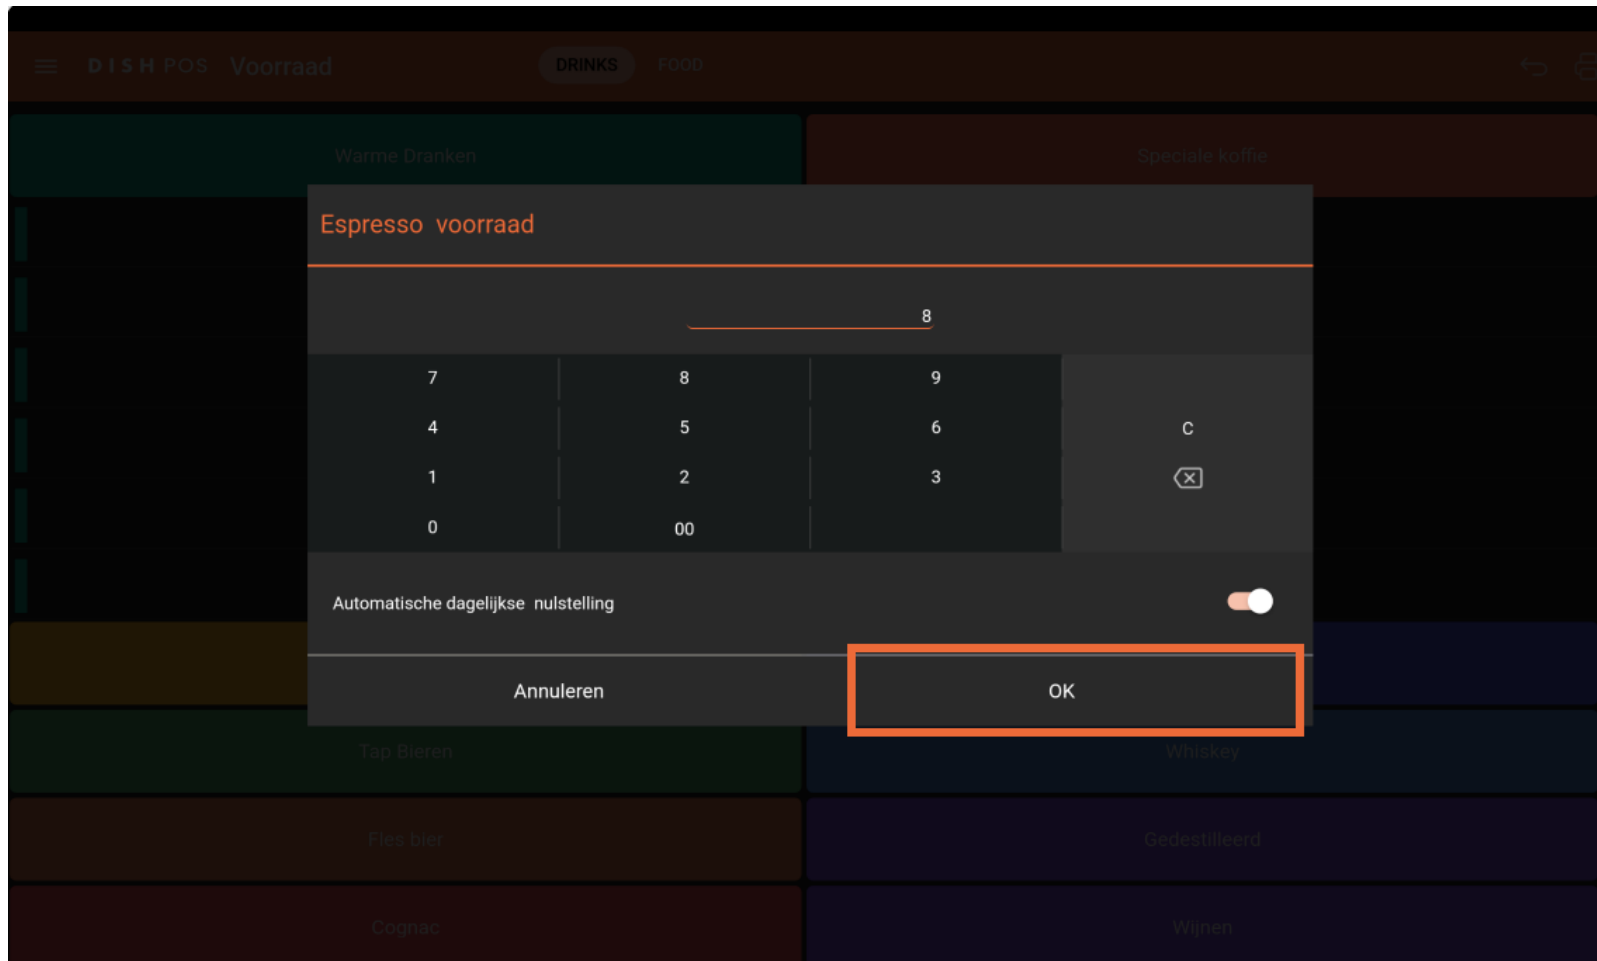 DISH POS Voorraad DRINKS FOOD
Warme Dranken Speciale koffie
Espresso voorraad
8
7 8 9
4 5 6 C
1 2 3
0 00
Automatische dagelijkse nulstelling
Annuleren OK
Tap Bieren Whiskey
Fles bier Gedestilleerd
Cognac Wijnen